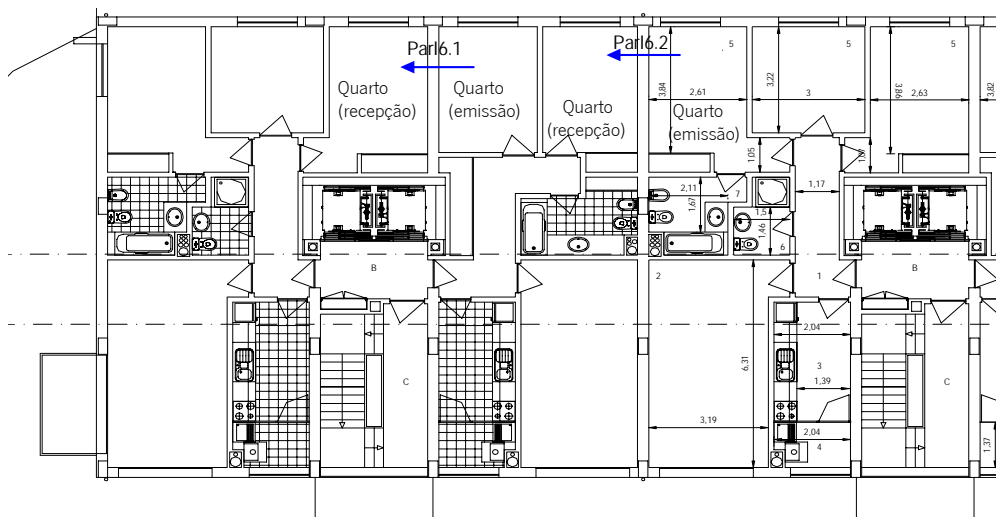 Parl6.1
Parl6.2
Quarto
(recepção)
Quarto
(emissão)
Quarto
(recepção)
Quarto
(emissão)
5
5
5
3,84
2,61
3,22
3
3,86
2,63
3,82
1,05
1,17
2,11
7
1,67
1,5
1,46
6
B
2
1
B
C
2,04
3
1,39
6,31
3,19
2,04
4
C
1,37